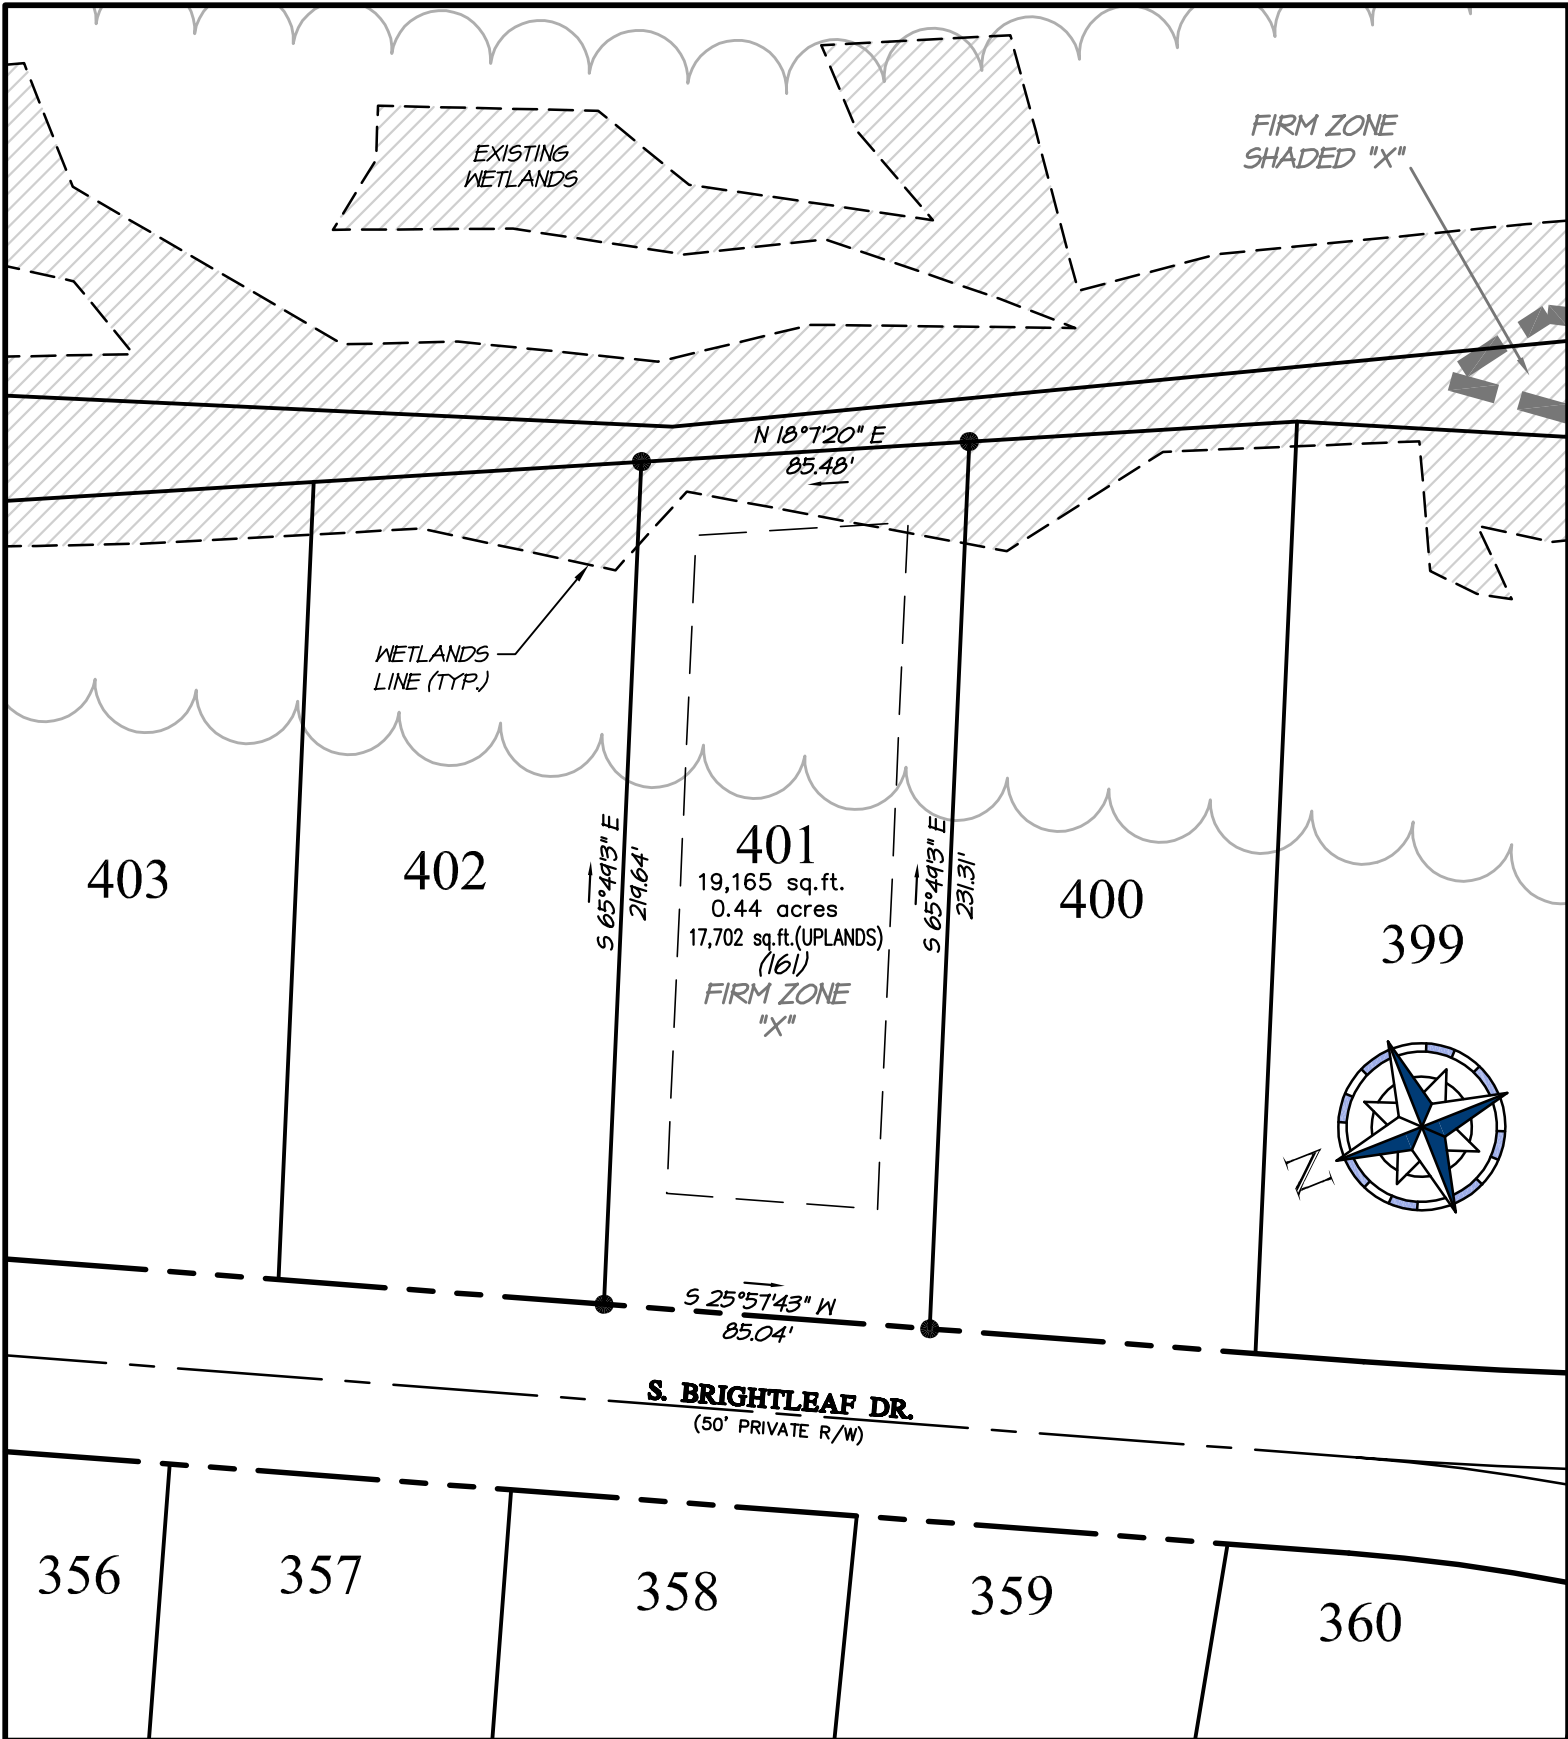 FIRM ZONE
SHADED "X"
EXISTING
WETLANDS
N 18°7'20" E
85.48'
WETLANDS
LINE (TYP.)
S 65°49'3" E
219.64'
S 65°49'3" E
231.31'
403
402
401
19,165 sq.ft.
0.44 acres
17,702 sq.ft.(UPLANDS)
(161)
FIRM ZONE
"X"
400
399
N
S 25°57'43" W
85.04'
S. BRIGHTLEAF DR.
(50' PRIVATE R/W)
356
357
358
359
360